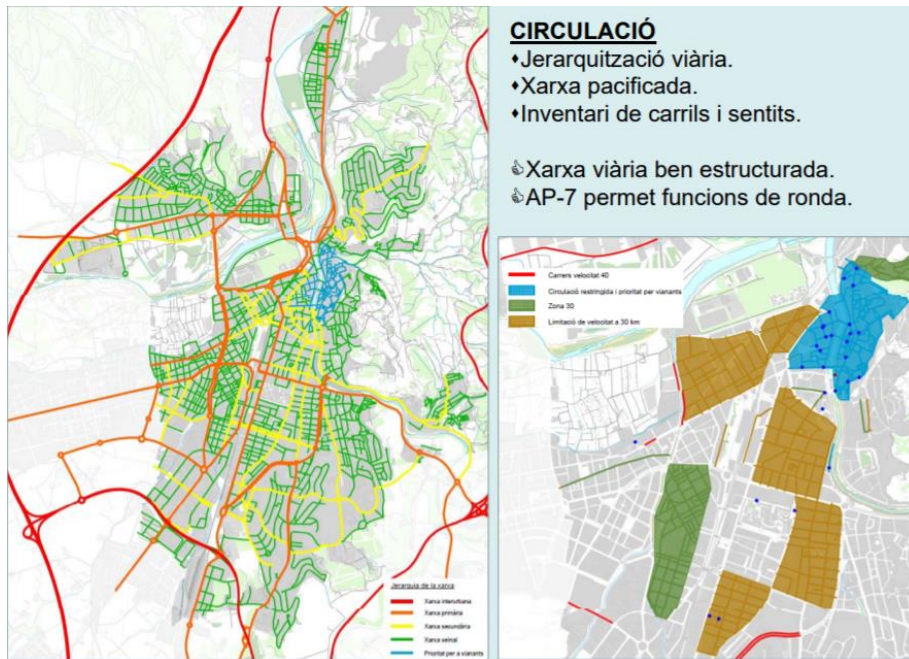 CIRCULACIÓ
♦Jerarquització viària.
♦Xarxa pacificada.
♦Inventari de carrils i sentits.
Xarxa viària ben estructurada.
AP-7 permet funcions de ronda.
Carrers velocitat 40
Circulació restringida i prioritat per vianants
Zona 30
Limitació de velocitat a 30 km
Jerarquia de la xarxa
Xarxa interurbana
Xarxa primària
Xarxa secundària
Xarxa veïnal
Prioritat per a vianants